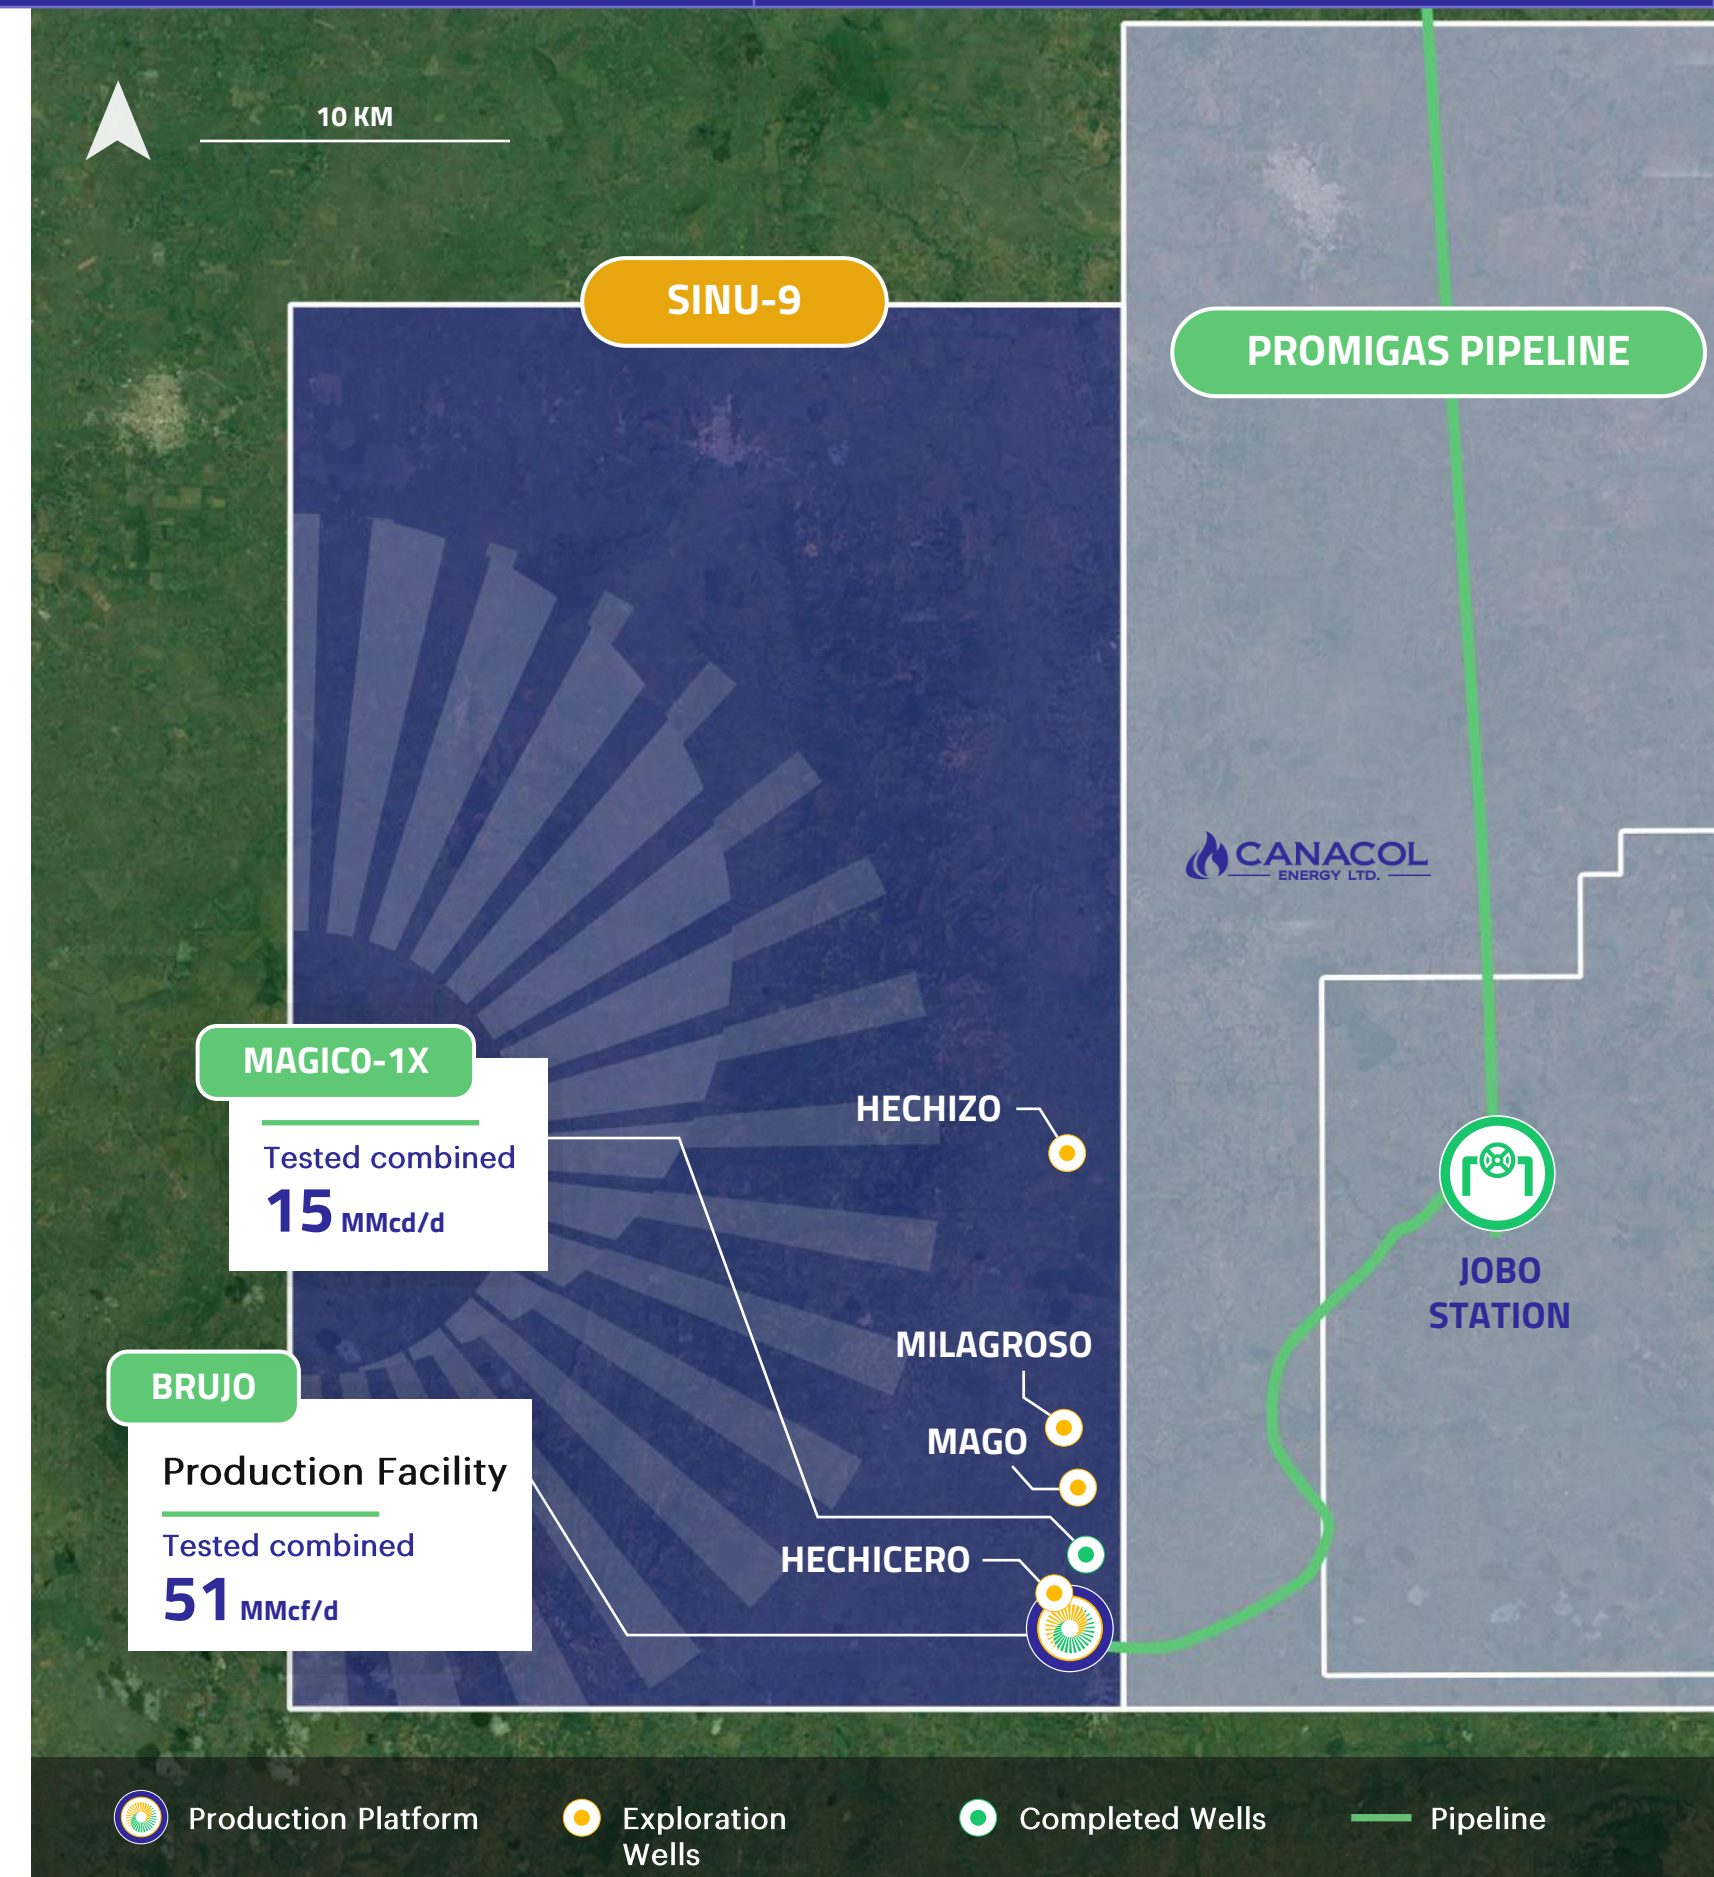 10 KM
SINU-9
PROMIGAS PIPELINE
CANACOL
ENERGY LTD.
MAGICO-1X
Tested combined
15 MMcd/d
HECHIZO
JOBO
STATION
MILAGROSO
BRUJO
MAGO
Production Facility
Tested combined
51 MMcf/d
HECHICERO
Production Platform
Exploration
Wells
Completed Wells
Pipeline